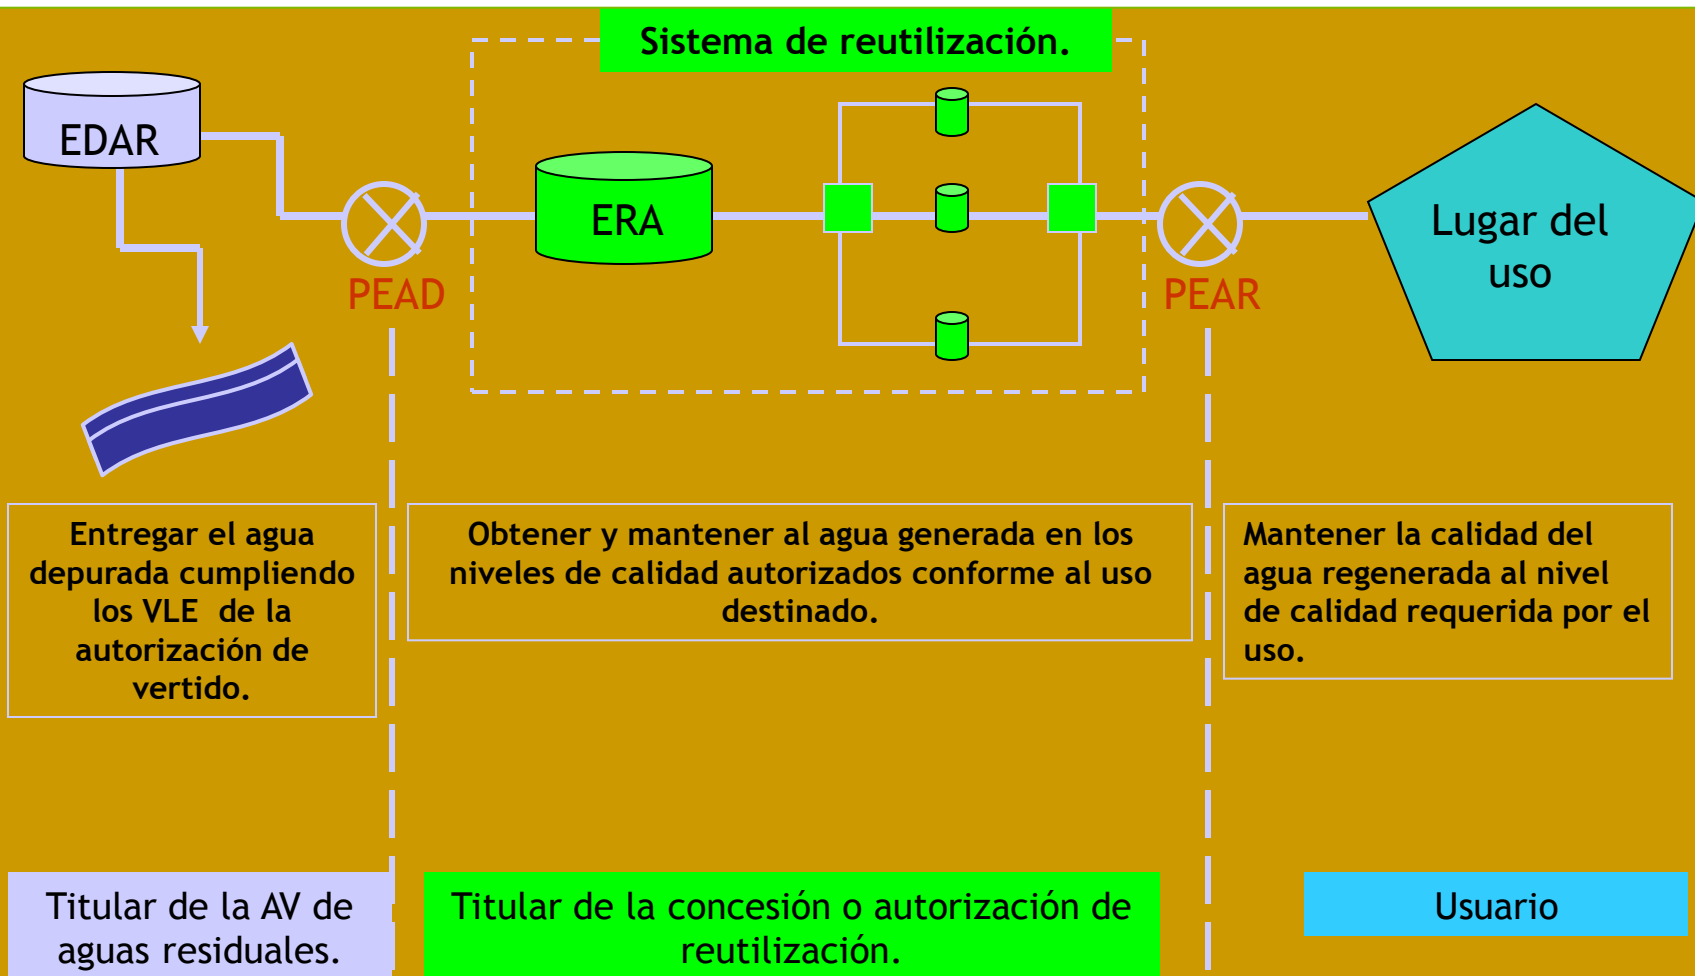 Sistema de reutilización.
EDAR
ERA
Lugar del
uso
PEAD
PEAR
Entregar el agua
depurada cumpliendo
los VLE de la
autorización de
vertido.
Obtener y mantener al agua generada en los
niveles de calidad autorizados conforme al uso
destinado.
Mantener la calidad del
agua regenerada al nivel
de calidad requerida por el
uso.
Titular de la AV de
aguas residuales.
Titular de la concesión o autorización de
reutilización.
Usuario